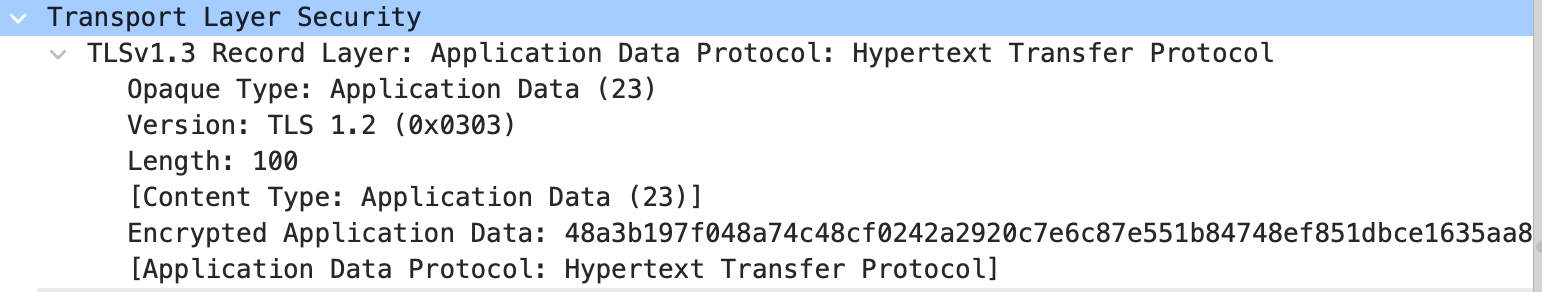 Transport Layer Security
TLSv1.3 Record Layer: Application Data Protocol: Hypertext Transfer Protocol
Opaque Type: Application Data (23)
Version: TLS 1.2 (0x0303)
Length: 100
[Content Type: Application Data (23)]
Encrypted Application Data: 48a3b197f048a74c48cf0242a2920c7e6c87e551b84748ef851dbce1635aa8
[Application Data Protocol: Hypertext Transfer Protocol]